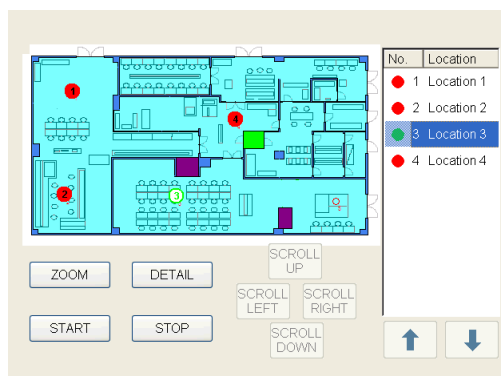 No. Location
1 Location 1
2 Location 2
3 Location 3
4 Location 4
1
4
2
3
ZOOM DETAIL
START STOP
SCROLL
UP
SCROLL SCROLL
LEFT RIGHT
SCROLL
DOWN